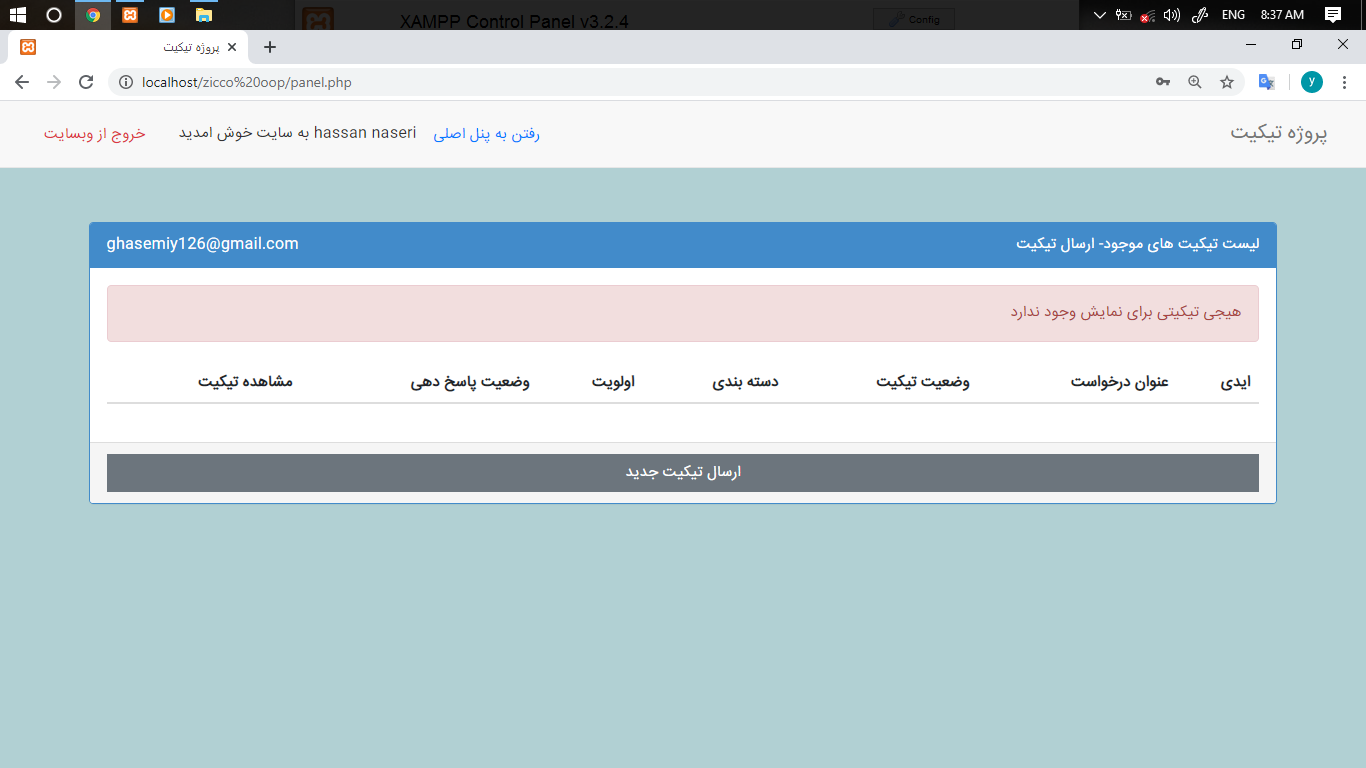 XAMPP Control Panel v3.2.4
Config
ENG
8:37 AM
پروژه تیکیت
localhost/zicco%20oop/panel.php
y
پروژه تیکیت
رفتن به پنل اصلی
hassan naseri به سایت خوش امدید
خروج از وبسایت
لیست تیکیت های موجود- ارسال تیکیت
ghasemiy126@gmail.com
هیجی تیکیتی برای نمایش وجود ندارد
ایدی عنوان درخواست وضعیت تیکیت دسته بندی اولویت وضعیت پاسخ دهی مشاهده تیکیت
ارسال تیکیت جدید